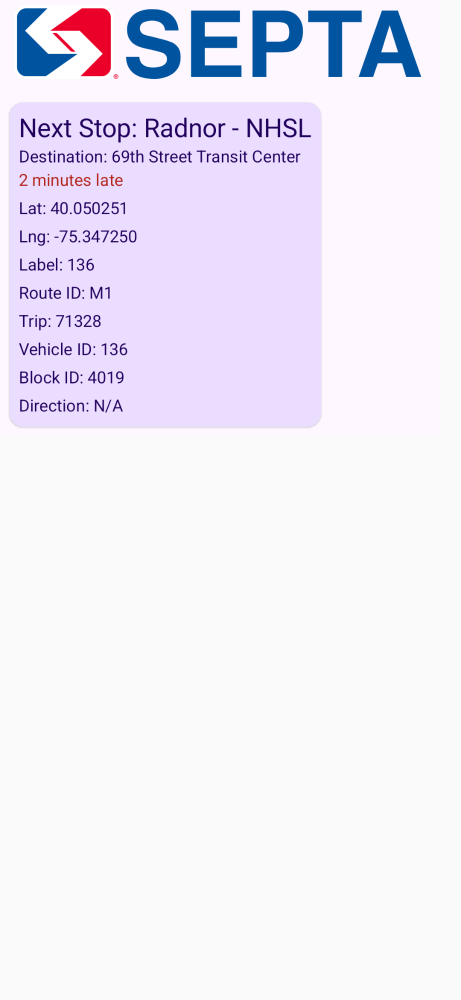 SEPTA
Next Stop: Radnor - NHSL
Destination: 69th Street Transit Center
2 minutes late
Lat: 40.050251
Lng: -75.347250
Label: 136
Route ID: M1
Trip: 71328
Vehicle ID: 136
Block ID: 4019
Direction: N/A